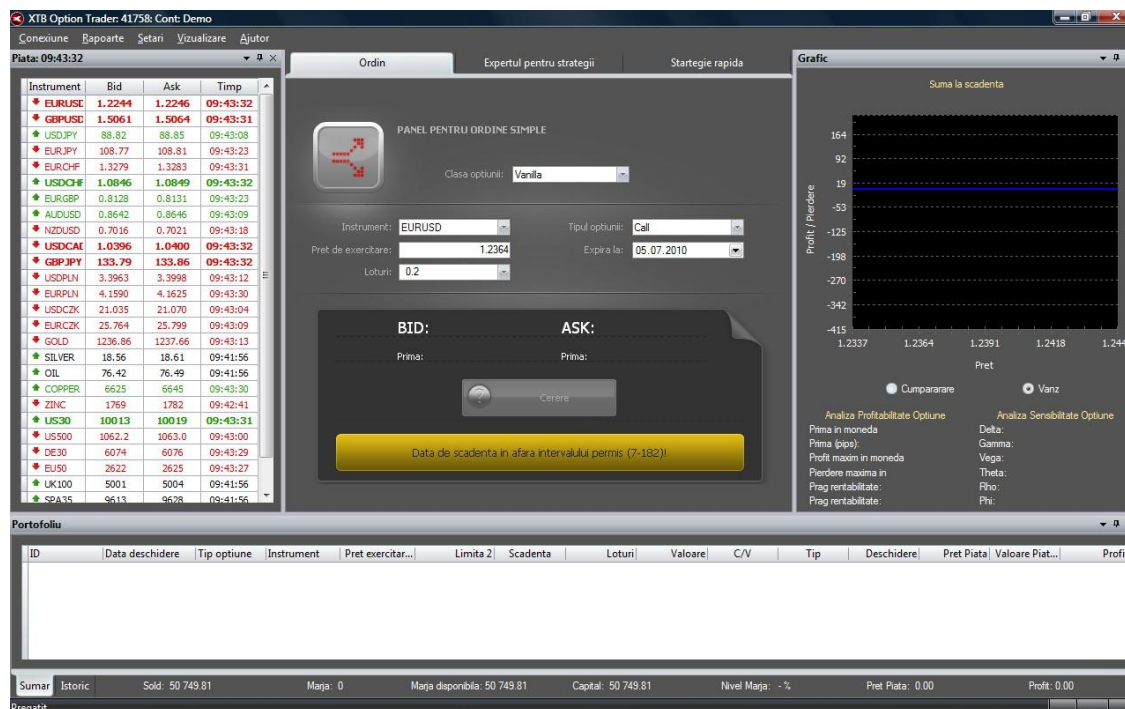 XTB Option Trader: 41758: Cont: Demo
Conexiune Rapoarte Setari Vizualizare Ajutor
Piata: 09:43:32
Instrument Bid Ask Timp
EURUSD 1.2244 1.2246 09:43:32
GBPUSD 1.5061 1.5064 09:43:31
USDJPY 88.82 88.85 09:43:08
EURJPY 108.77 108.81 09:43:23
EURCHF 1.3279 1.3283 09:43:31
USDCHF 1.0846 1.0849 09:43:32
EURGBP 0.8128 0.8131 09:43:23
AUDUSD 0.8642 0.8646 09:43:09
NZDUSD 0.7016 0.7021 09:43:18
USDCAD 1.0396 1.0400 09:43:32
GBPJPY 133.79 133.86 09:43:32
USDPLN 3.3963 3.3998 09:43:12
EURPLN 4.1590 4.1625 09:43:30
USDCZK 21.035 21.070 09:43:04
EURCZK 25.764 25.799 09:43:09
GOLD 1236.86 1237.66 09:43:13
SILVER 18.56 18.61 09:41:56
OIL 76.42 76.49 09:41:56
COPPER 6625 6645 09:43:30
ZINC 1769 1782 09:42:41
US30 10013 10019 09:43:31
US500 1062.2 1063.0 09:43:00
DE30 6074 6076 09:43:29
EU50 2622 2625 09:43:27
UK100 5001 5004 09:41:56
SPA35 9613 9628 09:41:56
Ordin Expertul pentru strategii Startegie rapida
PANEL PENTRU ORDINE SIMPLE
Clasa optiunii: Vanilla
Instrument: EURUSD Tipul optiunii: Call
Pret de exercitare: 1.2364 Expira la: 05.07.2010
Loturi: 0.2
BID: ASK:
Prima: Prima:
Cerere
Data de scadenta in afara intervalului permis (7-182)!
Grafic
Suma la scadenta
Profit / Pierdere
164
92
19
-53
-125
-198
-270
-342
-415
1.2337 1.2364 1.2391 1.2418 1.244
Pret
Cumpararare Vanz
Analiza Profitabilitate Optiune Analiza Sensibilitate Optiune
Prima in moneda Delta:
Prima (pips): Gamma:
Profit maxim in moneda Vega:
Pierdere maxima in Theta:
Prag rentabilitate: Rho:
Prag rentabilitate: Phi:
Portofoliu
ID Data deschidere Tip optiune Instrument Pret exercitar... Limita 2 Scadenta Loturi Valoare C/V Tip Deschidere Pret Piata Valoare Piat... Profi
Sumar Istoric Sold: 50 749.81 Marja: 0 Marja disponibila: 50 749.81 Capital: 50 749.81 Nivel Marja: - % Pret Piata: 0.00 Profit: 0.00
Pregatit